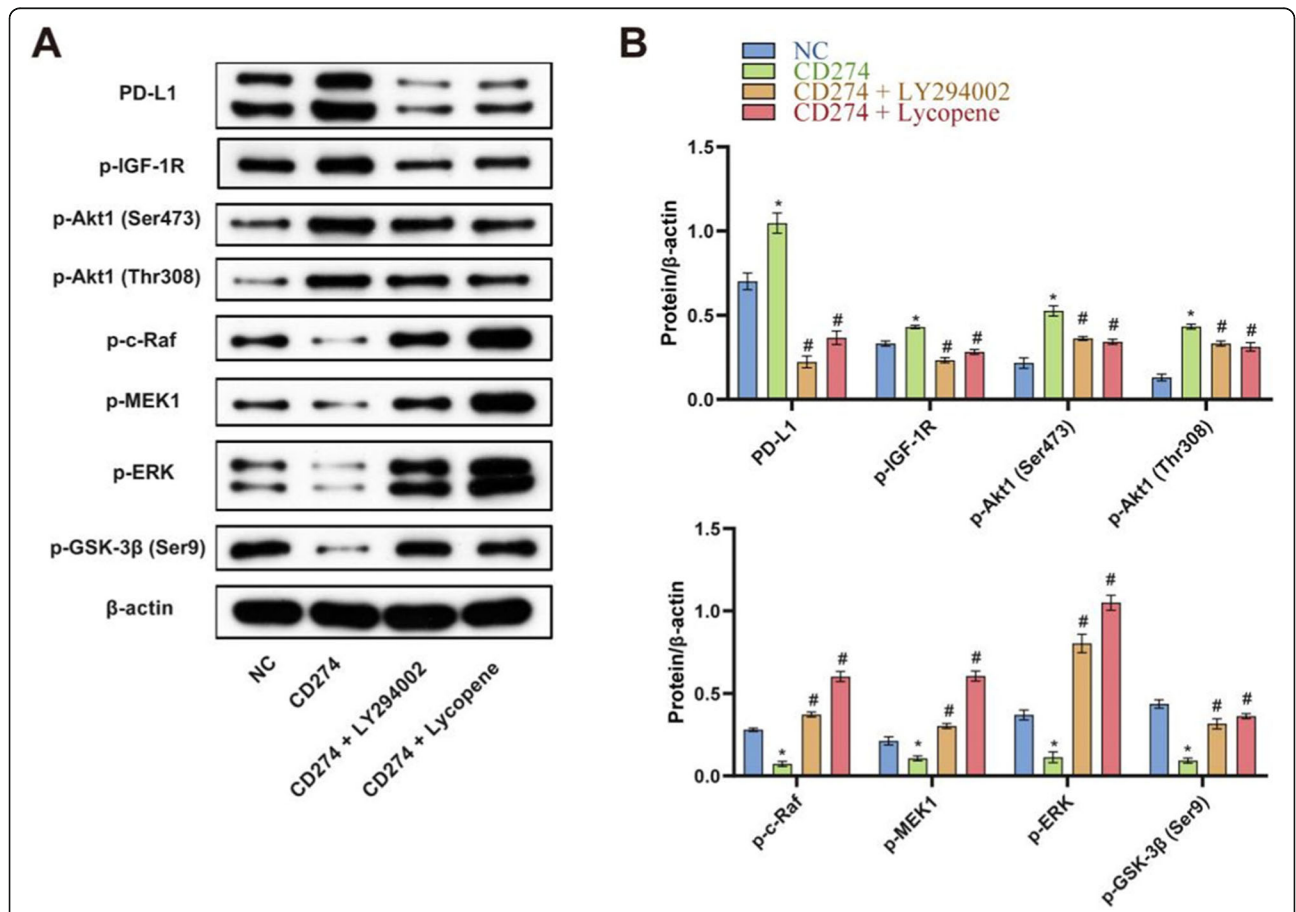 A
PD-L1
p-IGF-1R
p-Akt1 (Ser473)
p-Akt1 (Thr308)
p-c-Raf
p-MEK1
p-ERK
p-GSK-3β (Ser9)
β-actin
NC
CD274
CD274 + LY294002
CD274 + Lycopene
B
NC
CD274
CD274 + LY294002
CD274 + Lycopene
Protein/β-actin
1.5
1.0
0.5
0.0
*
# #
*
# #
*
# #
*
# #
PD-L1
p-IGF-1R
p-Akt1 (Ser473)
p-Akt1 (Thr308)
Protein/β-actin
1.5
1.0
0.5
0.0
*
# #
*
# #
*
# #
*
# #
p-c-Raf
p-MEK1
p-ERK
p-GSK-3β (Ser9)